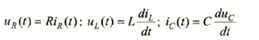 u_R(t) = Ri_R(t); u_L(t) = L di_L/dt; i_C(t) = C du_C/dt